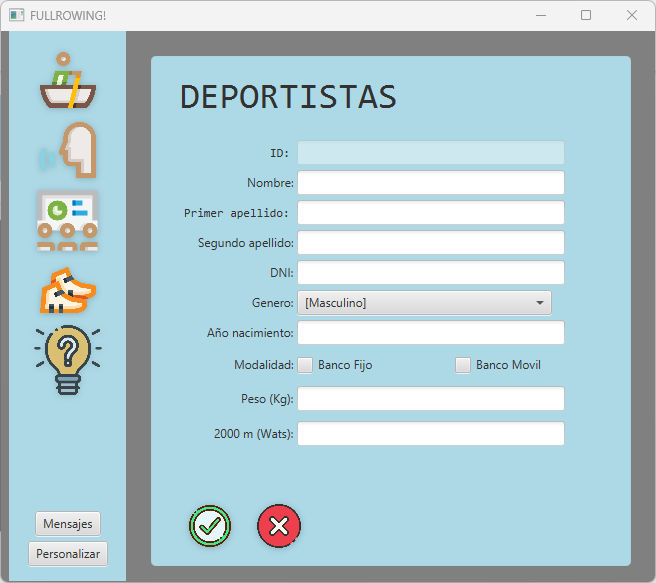 FULLROWING!
DEPORTISTAS
ID:
Nombre:
Primer apellido:
Segundo apellido:
DNI:
Genero: [Masculino]
Año nacimiento:
Modalidad: Banco Fijo Banco Movil
Peso (Kg):
2000 m (Wats):
Mensajes
Personalizar